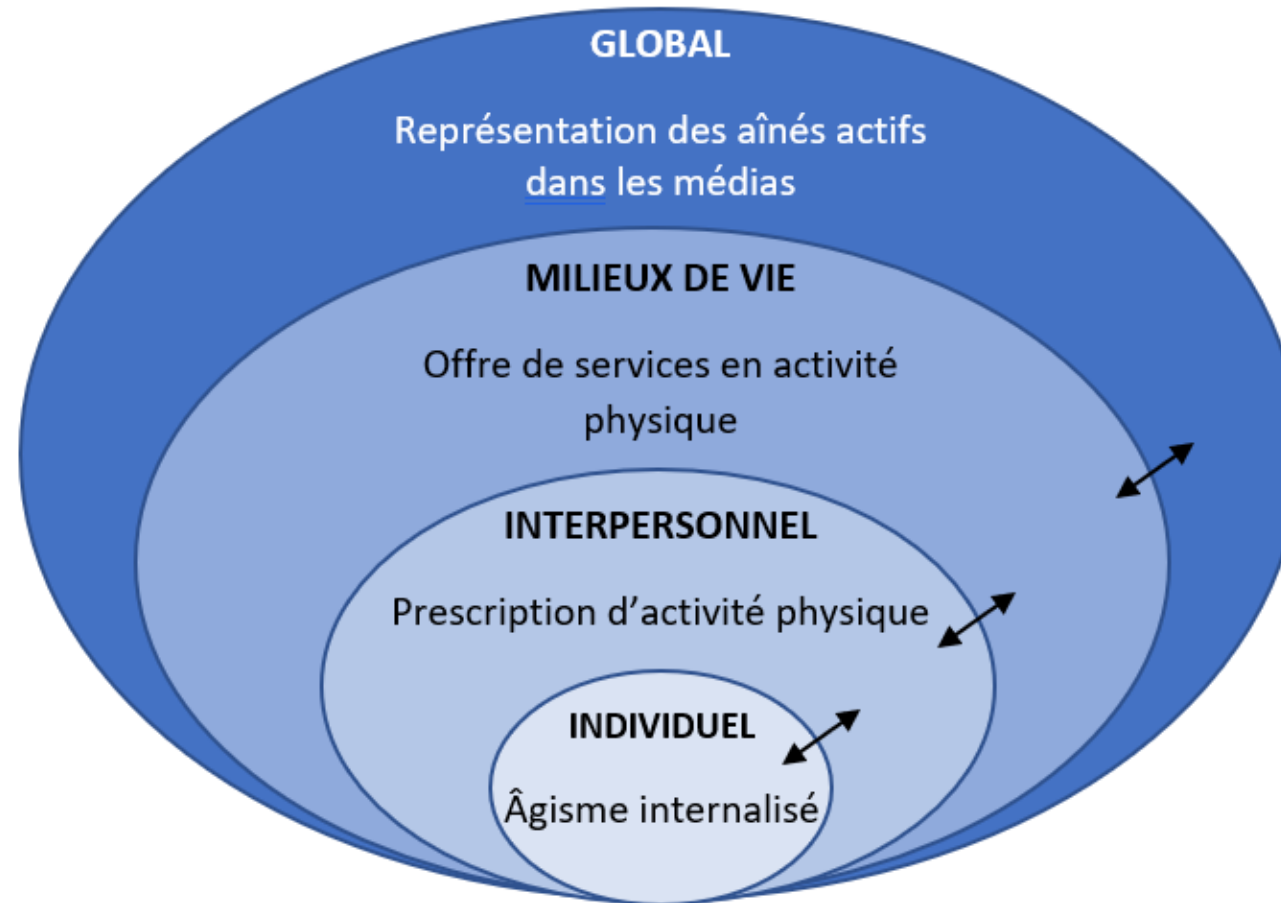 GLOBAL
Représentation des aînés actifs
dans les médias
MILIEUX DE VIE
Offre de services en activité
physique
INTERPERSONNEL
Prescription d’activité physique
INDIVIDUEL
Âgisme internalisé